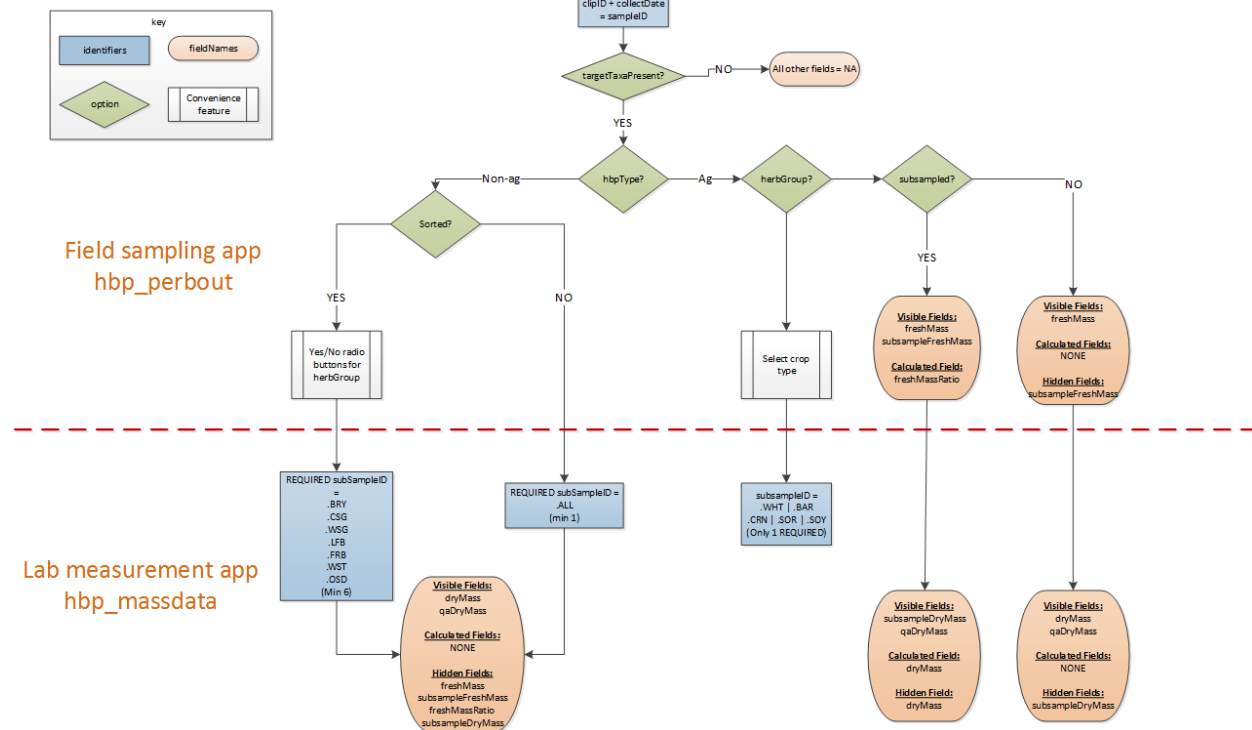 key
identifiers
fieldNames
option
Convenience
feature
clipID + collectDate
= sampleID
targetTaxaPresent?
NO
All other fields = NA
YES
hbpType?
Non-ag
Ag
herbGroup?
subsampled?
NO
Sorted?
Field sampling app
hbp_perbout
YES
NO
YES
Yes/No radio
buttons for
herbGroup
Select crop
type
Visible Fields:
freshMass
subsampleFreshMass
Calculated Field:
freshMassRatio
Visible Fields:
freshMass
Calculated Fields:
NONE
Hidden Fields:
subsampleFreshMass
Lab measurement app
hbp_massdata
REQUIRED subSampleID
=
.BRY
.CSG
.WSG
.LFB
.FRB
.WST
.OSD
(Min 6)
REQUIRED subSampleID =
.ALL
(min 1)
subsampleID =
.WHT | .BAR
.CRN | .SOR | .SOY
(Only 1 REQUIRED)
Visible Fields:
dryMass
qaDryMass
Calculated Fields:
NONE
Hidden Fields:
freshMass
subsampleFreshMass
freshMassRatio
subsampleDryMass
Visible Fields:
subsampleDryMass
qaDryMass
Calculated Field:
dryMass
Hidden Field:
dryMass
Visible Fields:
dryMass
qaDryMass
Calculated Fields:
NONE
Hidden Fields:
subsampleDryMass